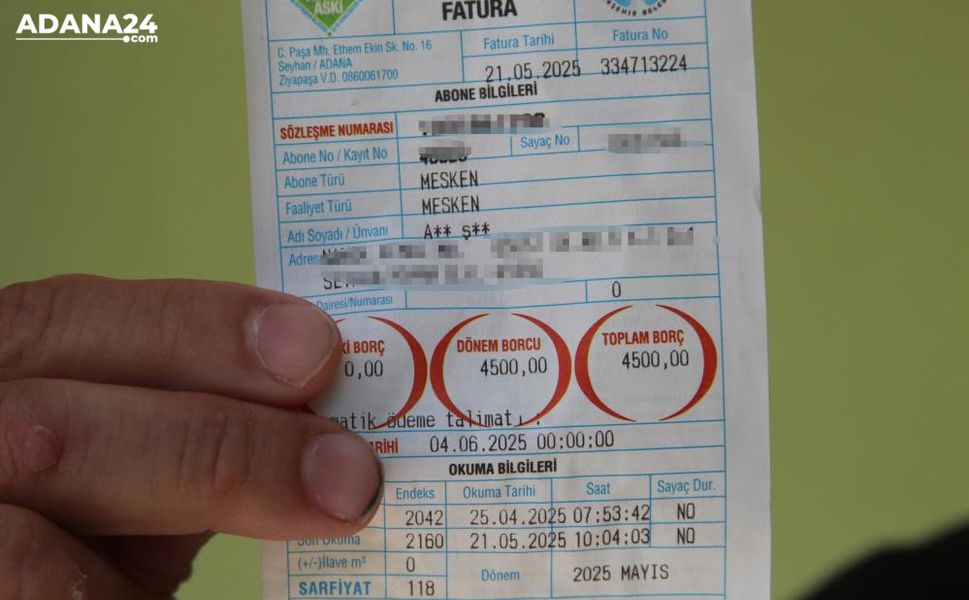 ADANA24
.com
ASKİ
FATURA
C. Paşa Mh. Ethem Ekin Sk. No. 16
Seyhan / ADANA
Ziyapaşa V.D. 0860061700
Fatura Tarihi
Fatura No
21.05.2025
334713224
ABONE BİLGİLERİ
SÖZLEŞME NUMARASI
Abone No / Kayıt No
Sayaç No
Abone Türü
MESKEN
Faaliyet Türü
MESKEN
Adı Soyadı / Ünvanı
A** Ş**
Adres
Dairesi/Numarası
0
Kİ BORÇ
DÖNEM BORCU
TOPLAM BORÇ
0,00
4500,00
4500,00
matik ödeme talimatı :
RİHİ
04.06.2025 00:00:00
OKUMA BİLGİLERİ
Endeks
Okuma Tarihi
Saat
Sayaç Dur.
2042
25.04.2025 07:53:42
NO
Son Okuma
2160
21.05.2025 10:04:03
NO
(+/-)İlave m³
0
Dönem
2025 MAYIS
SARFİYAT
118